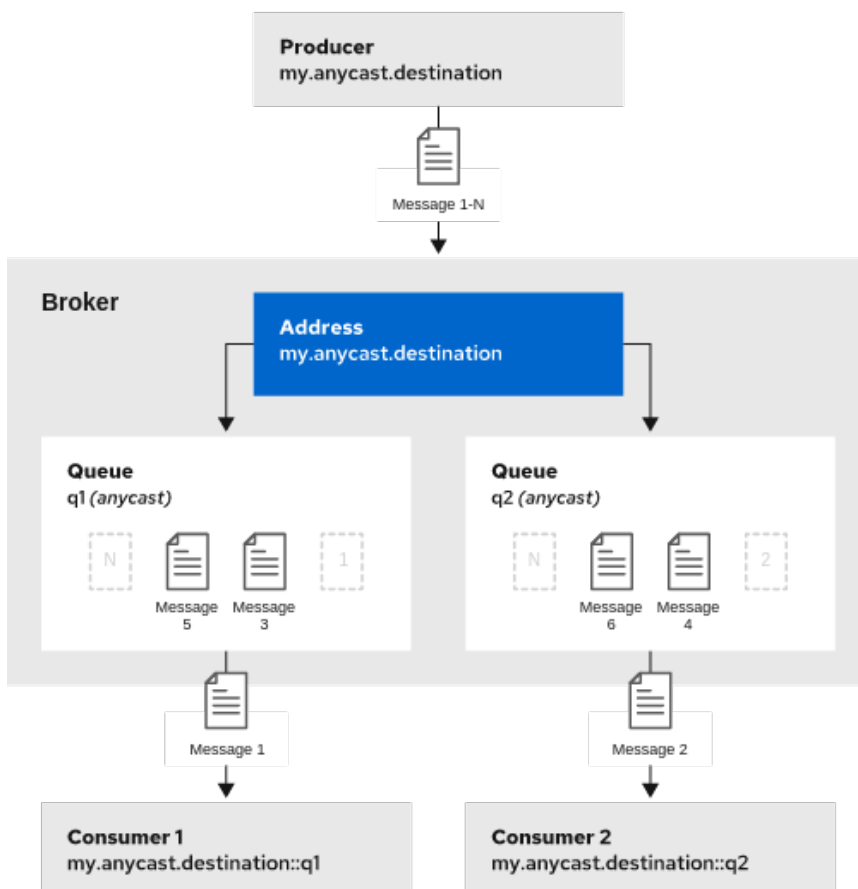 Producer
my.anycast.destination
Message 1-N
Broker
Address
my.anycast.destination
Queue
q1 (anycast)
N
1
Message
5
Message
3
Queue
q2 (anycast)
N
2
Message
6
Message
4
Message 1
Message 2
Consumer 1
my.anycast.destination::q1
Consumer 2
my.anycast.destination::q2